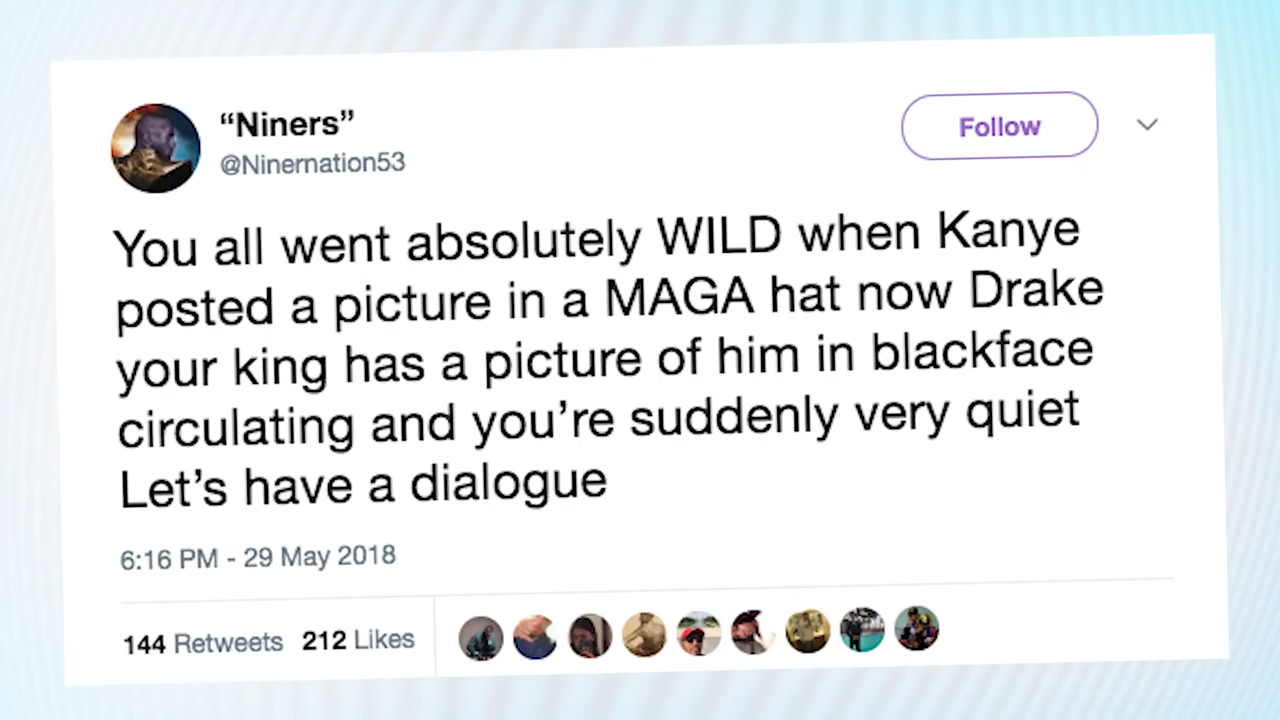 “Niners”
@Ninernation53
Follow
You all went absolutely WILD when Kanye
posted a picture in a MAGA hat now Drake
your king has a picture of him in blackface
circulating and you’re suddenly very quiet
Let’s have a dialogue
6:16 PM - 29 May 2018
144 Retweets 212 Likes